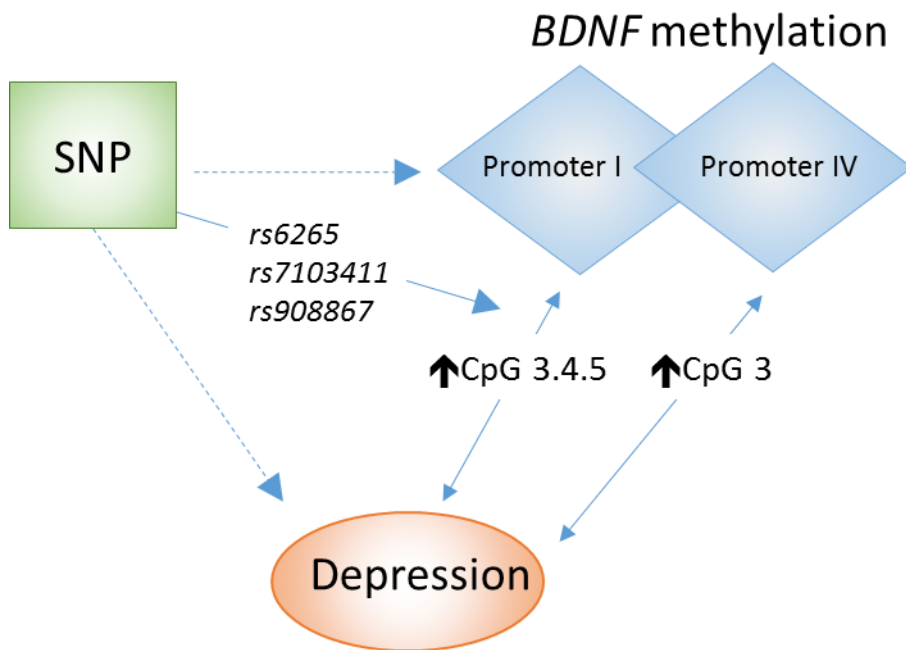 BDNF methylation
SNP
Promoter I
Promoter IV
rs6265
rs7103411
rs908867
↑CpG 3.4.5
↑CpG 3
Depression